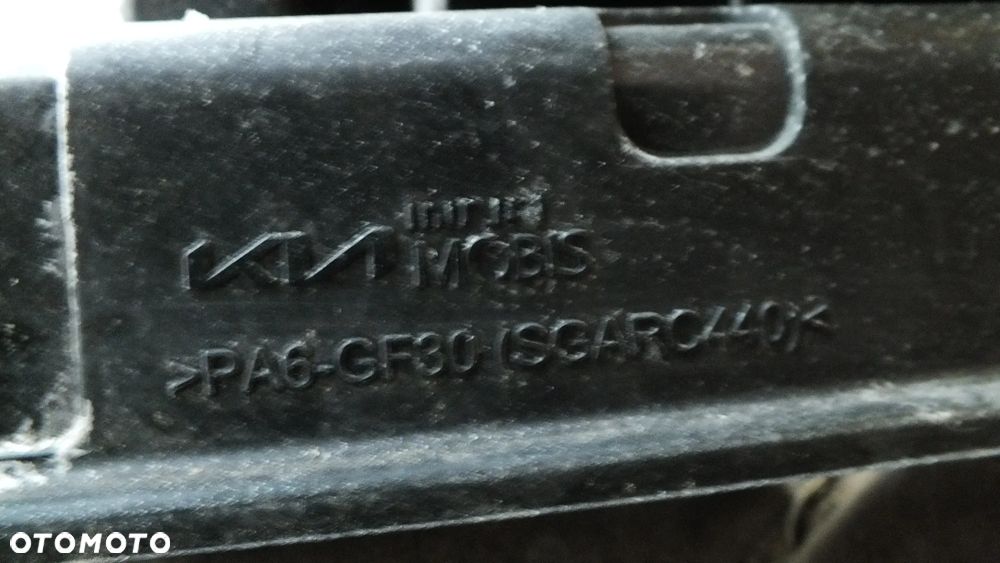 KIA MOBIS
>PA6-GF30 (SGARC440)<
OTOMOTO